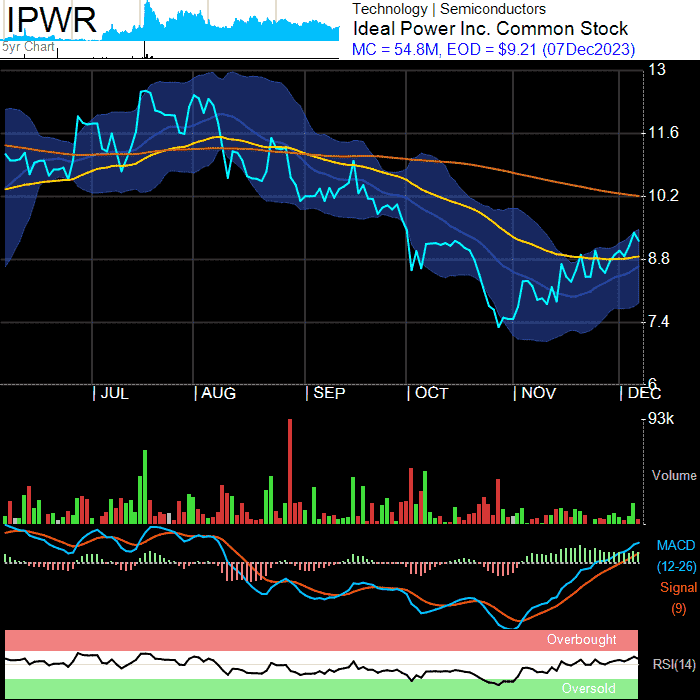 IPWR
5yr Chart
Technology | Semiconductors
Ideal Power Inc. Common Stock
MC = 54.8M, EOD = $9.21 (07Dec2023)
13
11.6
10.2
8.8
7.4
6
| JUL | AUG | SEP | OCT | NOV | DEC
93k
Volume
MACD
(12-26)
Signal
(9)
Overbought
RSI(14)
Oversold